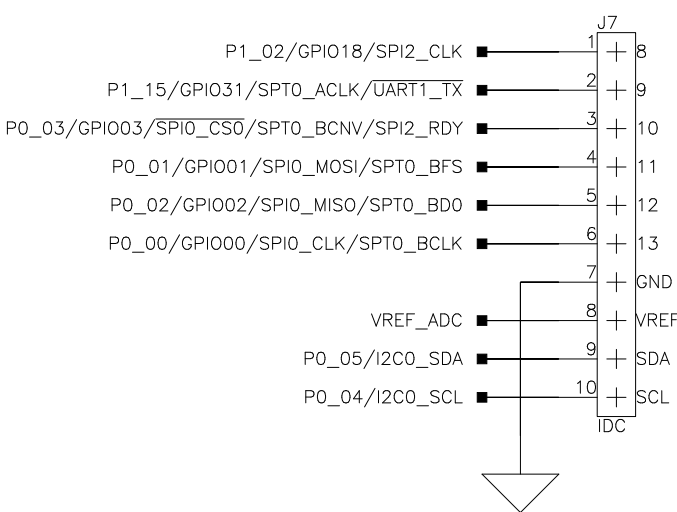 J7
P1_02/GPIO18/SPI2_CLK 1 8
P1_15/GPIO31/SPT0_ACLK/UART1_TX 2 9
P0_03/GPIO03/SPI0_CS0/SPT0_BCNV/SPI2_RDY 3 10
P0_01/GPIO01/SPI0_MOSI/SPT0_BFS 4 11
P0_02/GPIO02/SPI0_MISO/SPT0_BD0 5 12
P0_00/GPIO00/SPI0_CLK/SPT0_BCLK 6 13
7 GND
VREF_ADC 8 VREF
P0_05/I2C0_SDA 9 SDA
P0_04/I2C0_SCL 10 SCL
IDC